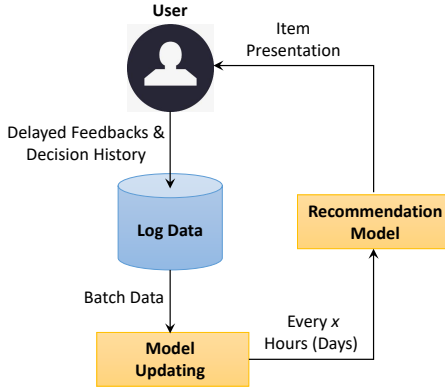 User
Item
Presentation
Delayed Feedbacks &
Decision History
Log Data
Recommendation
Model
Batch Data
Every x
Hours (Days)
Model
Updating